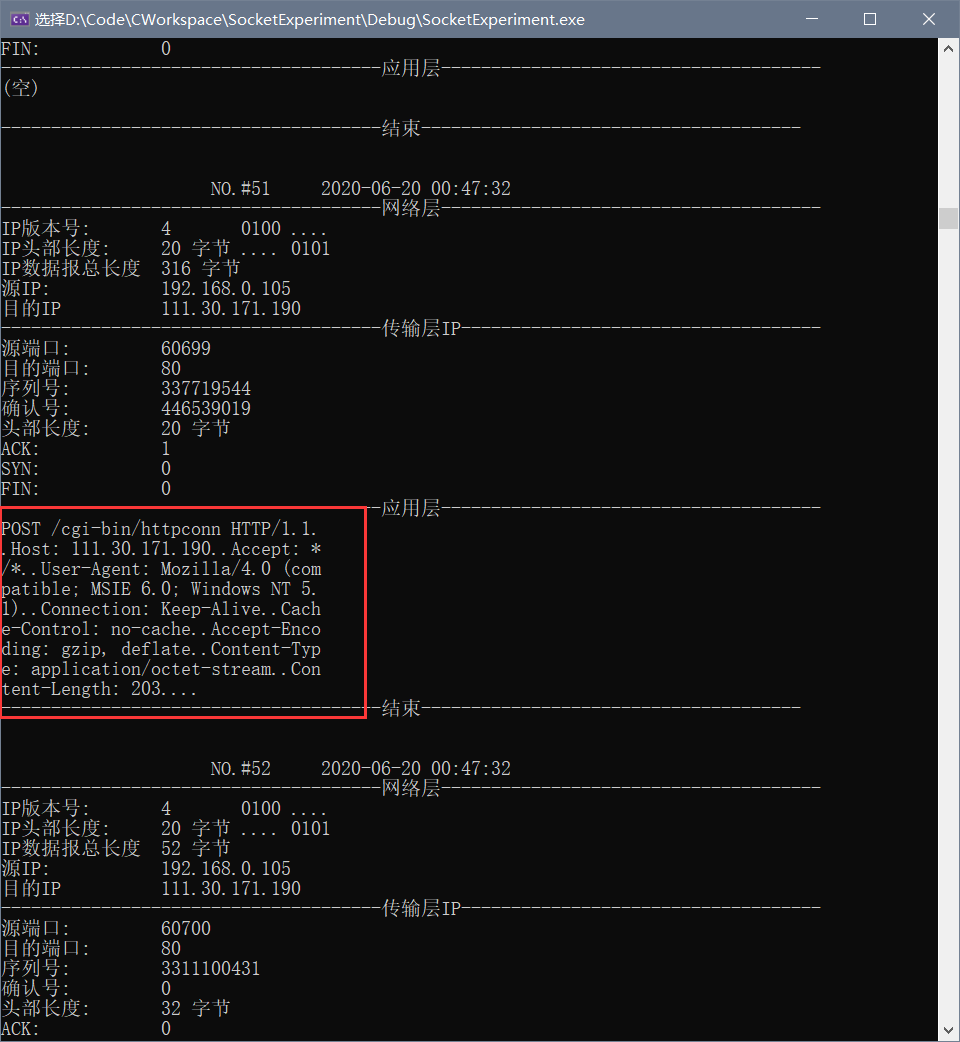 选择D:\Code\CWorkspace\SocketExperiment\Debug\SocketExperiment.exe
FIN: 0
--------------------------------------应用层--------------------------------------
(空)
--------------------------------------结束--------------------------------------
NO.#51 2020-06-20 00:47:32
--------------------------------------网络层--------------------------------------
IP版本号: 4 0100 ....
IP头部长度: 20 字节 .... 0101
IP数据报总长度 316 字节
源IP: 192.168.0.105
目的IP 111.30.171.190
--------------------------------------传输层IP------------------------------------
源端口: 60699
目的端口: 80
序列号: 337719544
确认号: 446539019
头部长度: 20 字节
ACK: 1
SYN: 0
FIN: 0
--------------------------------------应用层--------------------------------------
POST /cgi-bin/httpconn HTTP/1.1.
.Host: 111.30.171.190..Accept: *
/*..User-Agent: Mozilla/4.0 (com
patible; MSIE 6.0; Windows NT 5.
1)..Connection: Keep-Alive..Cach
e-Control: no-cache..Accept-Enco
ding: gzip, deflate..Content-Typ
e: application/octet-stream..Con
tent-Length: 203....
--------------------------------------结束--------------------------------------
NO.#52 2020-06-20 00:47:32
--------------------------------------网络层--------------------------------------
IP版本号: 4 0100 ....
IP头部长度: 20 字节 .... 0101
IP数据报总长度 52 字节
源IP: 192.168.0.105
目的IP 111.30.171.190
--------------------------------------传输层IP------------------------------------
源端口: 60700
目的端口: 80
序列号: 3311100431
确认号: 0
头部长度: 32 字节
ACK: 0